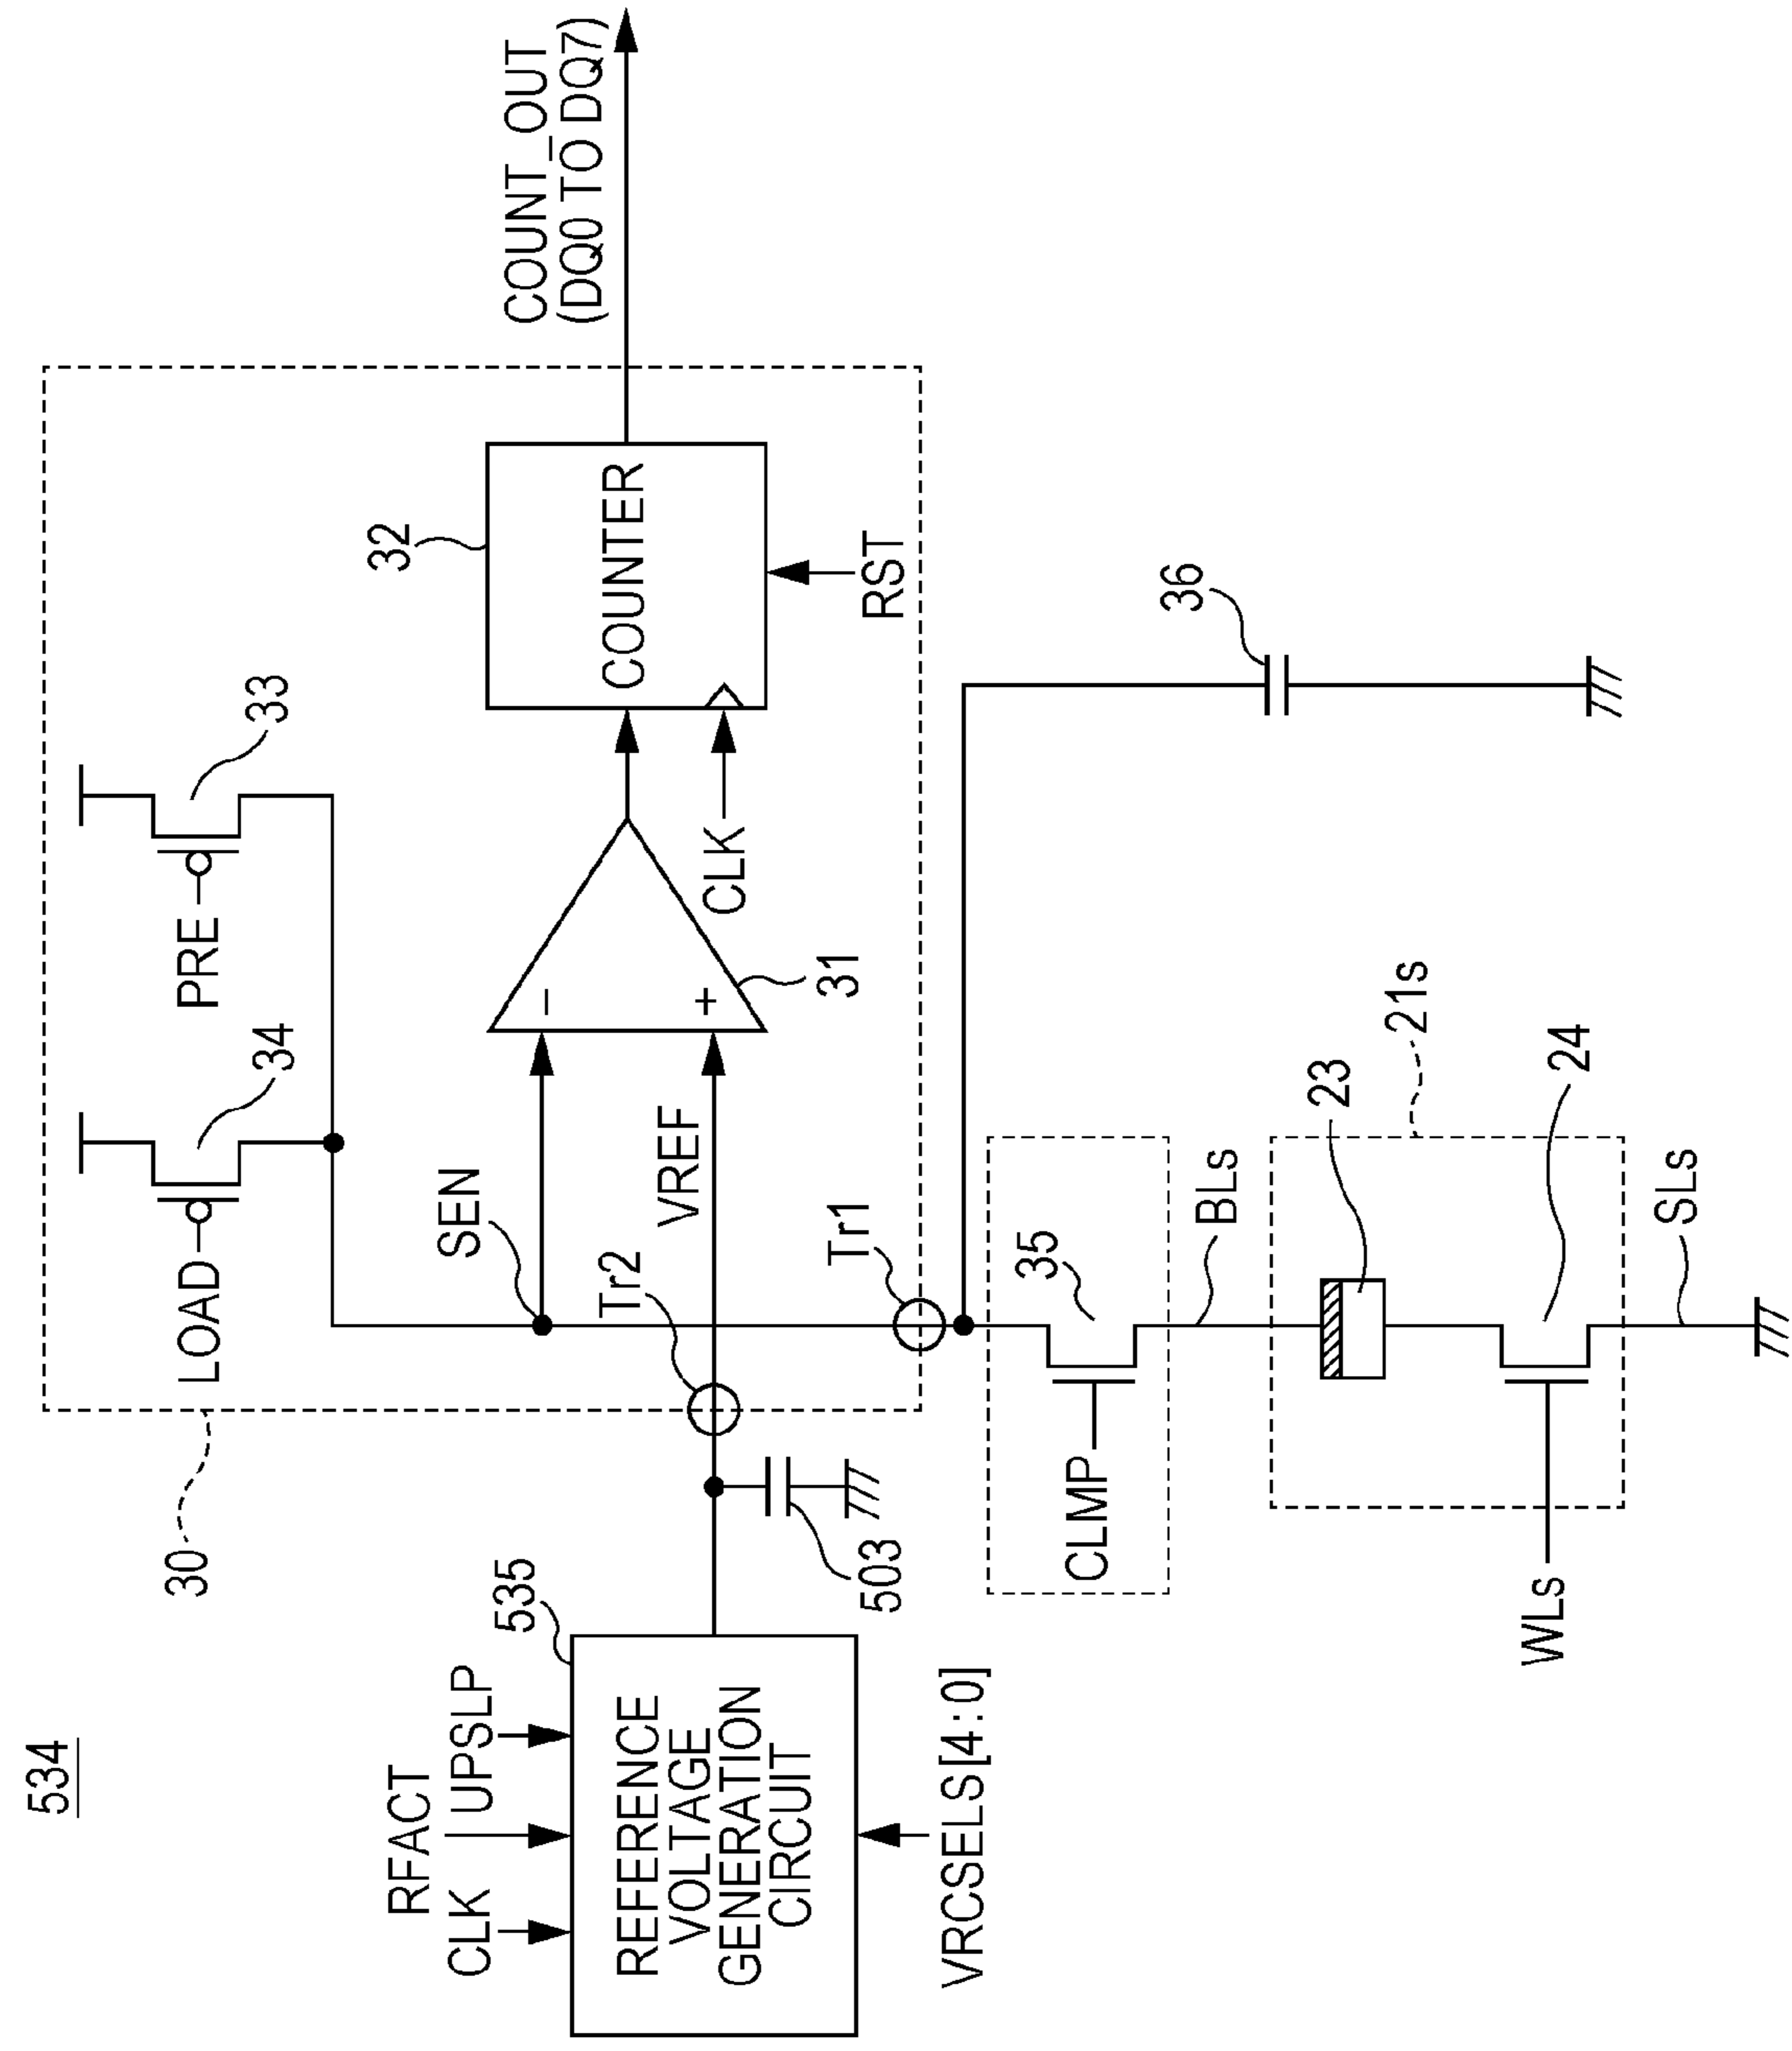 534
30
LOAD
34
PRE
33
32
COUNTER
COUNT_OUT
(DQ0 TO DQ7)
RST
CLK
31
−
+
SEN
VREF
Tr2
Tr1
535
RFACT
CLK
UPSLP
REFERENCE
VOLTAGE
GENERATION
CIRCUIT
VRCSELS[4:0]
503
36
35
CLMP
BLs
21s
23
24
WLs
SLs